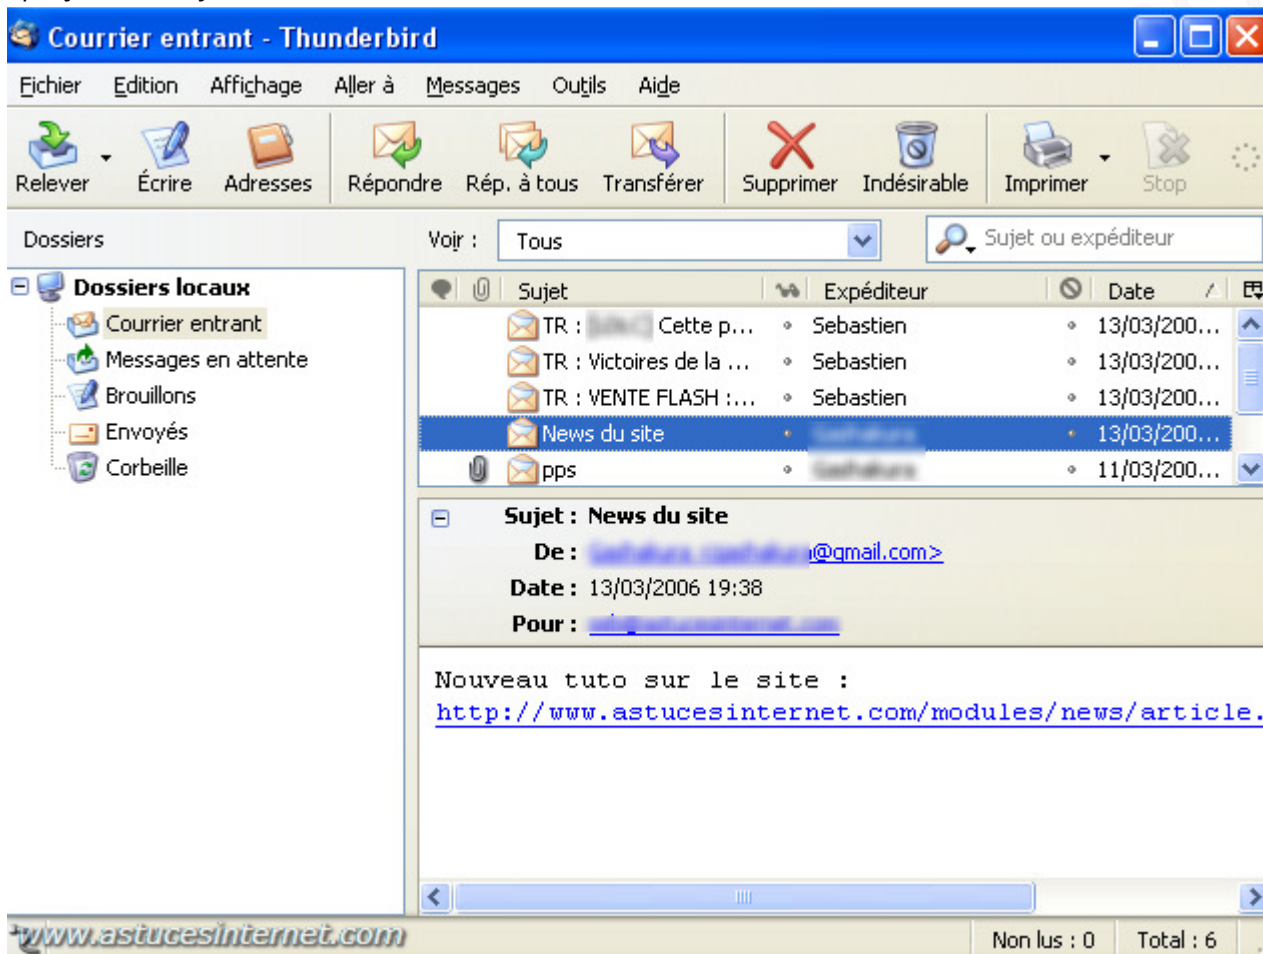 Courrier entrant - Thunderbird
Fichier Edition Affichage Aller à Messages Outils Aide
Relever Écrire Adresses Répondre Rép. à tous Transférer Supprimer Indésirable Imprimer Stop
Dossiers Voir : Tous Sujet ou expéditeur
Dossiers locaux
Courrier entrant
Messages en attente
Brouillons
Envoyés
Corbeille
Sujet Expéditeur Date
TR : Cette p... Sebastien 13/03/200...
TR : Victoires de la ... Sebastien 13/03/200...
TR : VENTE FLASH :... Sebastien 13/03/200...
News du site 13/03/200...
pps 11/03/200...
Sujet : News du site
De : @gmail.com>
Date : 13/03/2006 19:38
Pour :
Nouveau tuto sur le site :
http://www.astucesinternet.com/modules/news/article.
www.astucesinternet.com
Non lus : 0 Total : 6